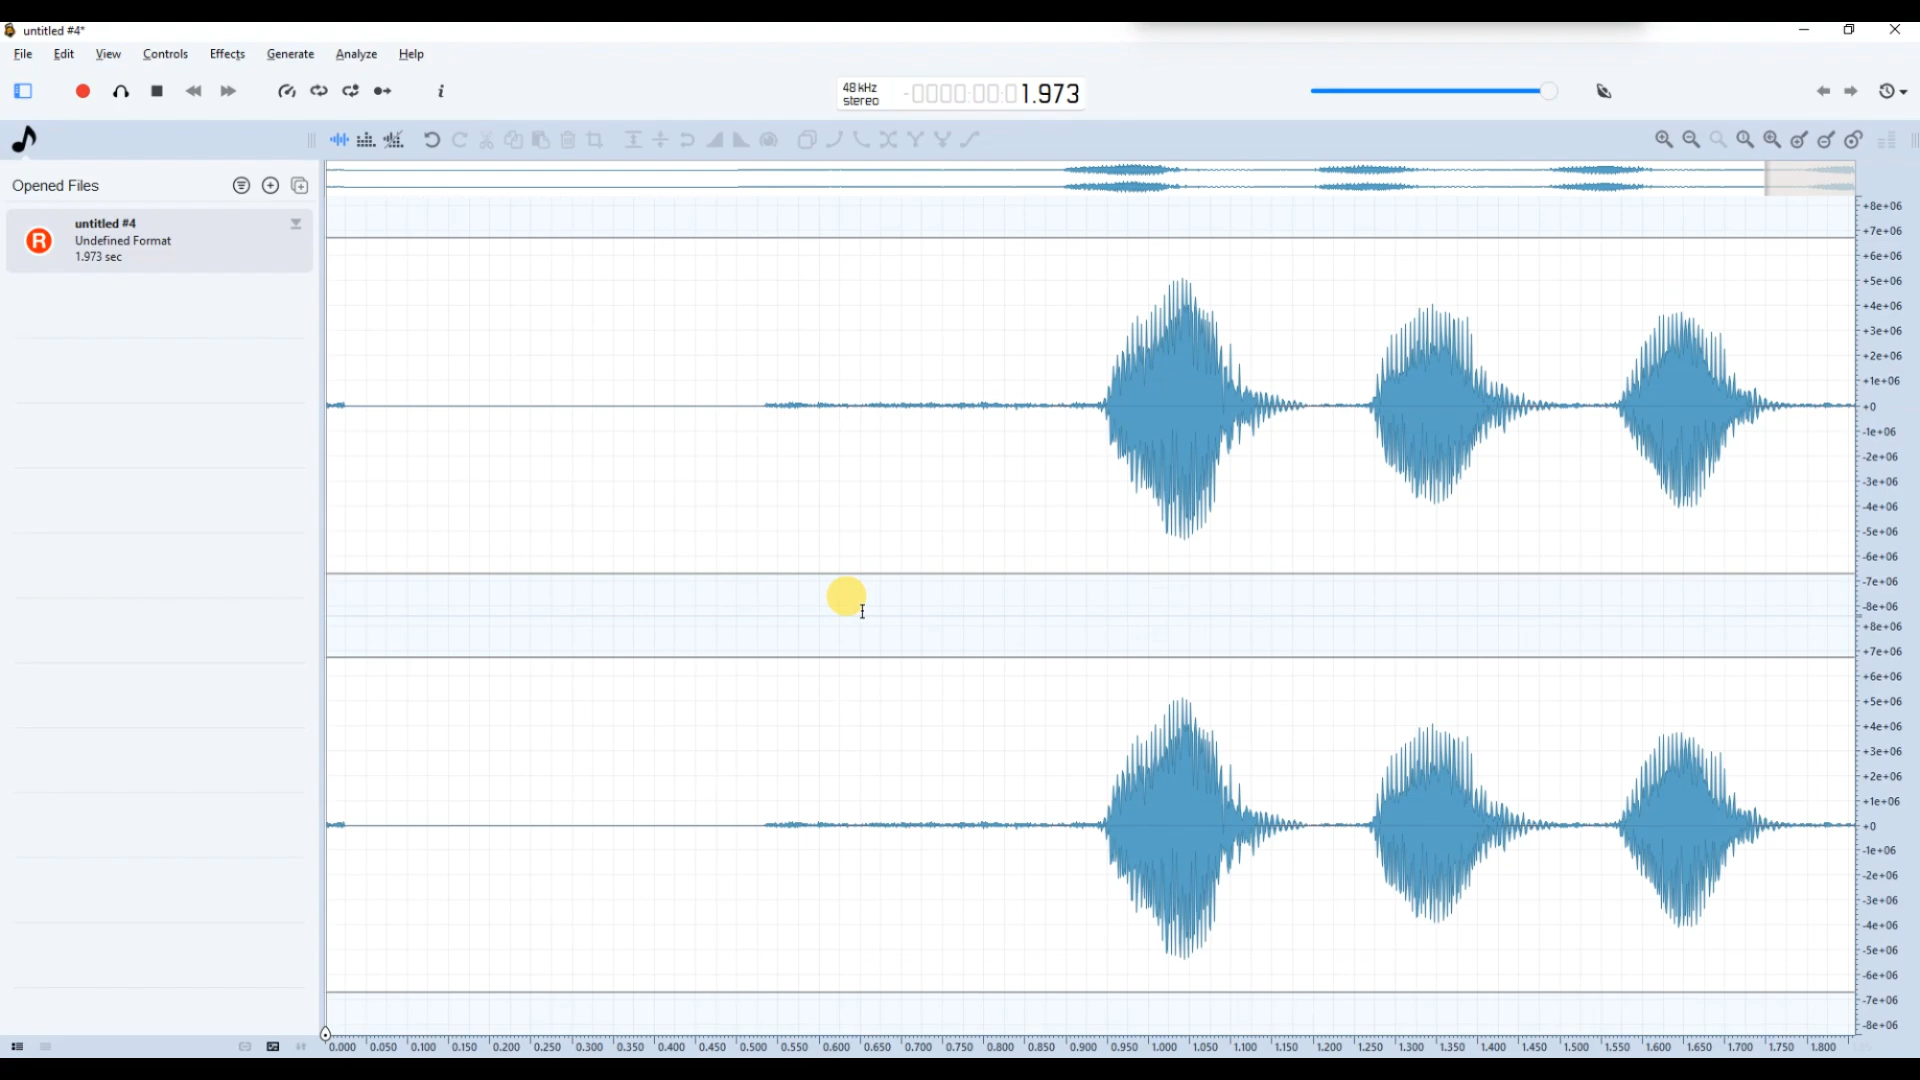 untitled #4*
File Edit View Controls Effects Generate Analyze Help
48 kHz
stereo
-0000:00:01.973
Opened Files
R
untitled #4
Undefined Format
1.973 sec
+8e+06
+7e+06
+6e+06
+5e+06
+4e+06
+3e+06
+2e+06
+1e+06
+0
-1e+06
-2e+06
-3e+06
-4e+06
-5e+06
-6e+06
-7e+06
-8e+06
+8e+06
+7e+06
+6e+06
+5e+06
+4e+06
+3e+06
+2e+06
+1e+06
+0
-1e+06
-2e+06
-3e+06
-4e+06
-5e+06
-6e+06
-7e+06
-8e+06
0.000 0.050 0.100 0.150 0.200 0.250 0.300 0.350 0.400 0.450 0.500 0.550 0.600 0.650 0.700 0.750 0.800 0.850 0.900 0.950 1.000 1.050 1.100 1.150 1.200 1.250 1.300 1.350 1.400 1.450 1.500 1.550 1.600 1.650 1.700 1.750 1.800